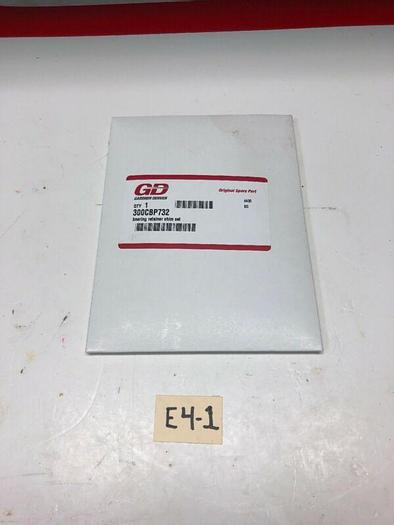 GD
GARDNER DENVER
Original Spare Part
QTY 1
300CBP732
bearing retainer shim set
E4-1